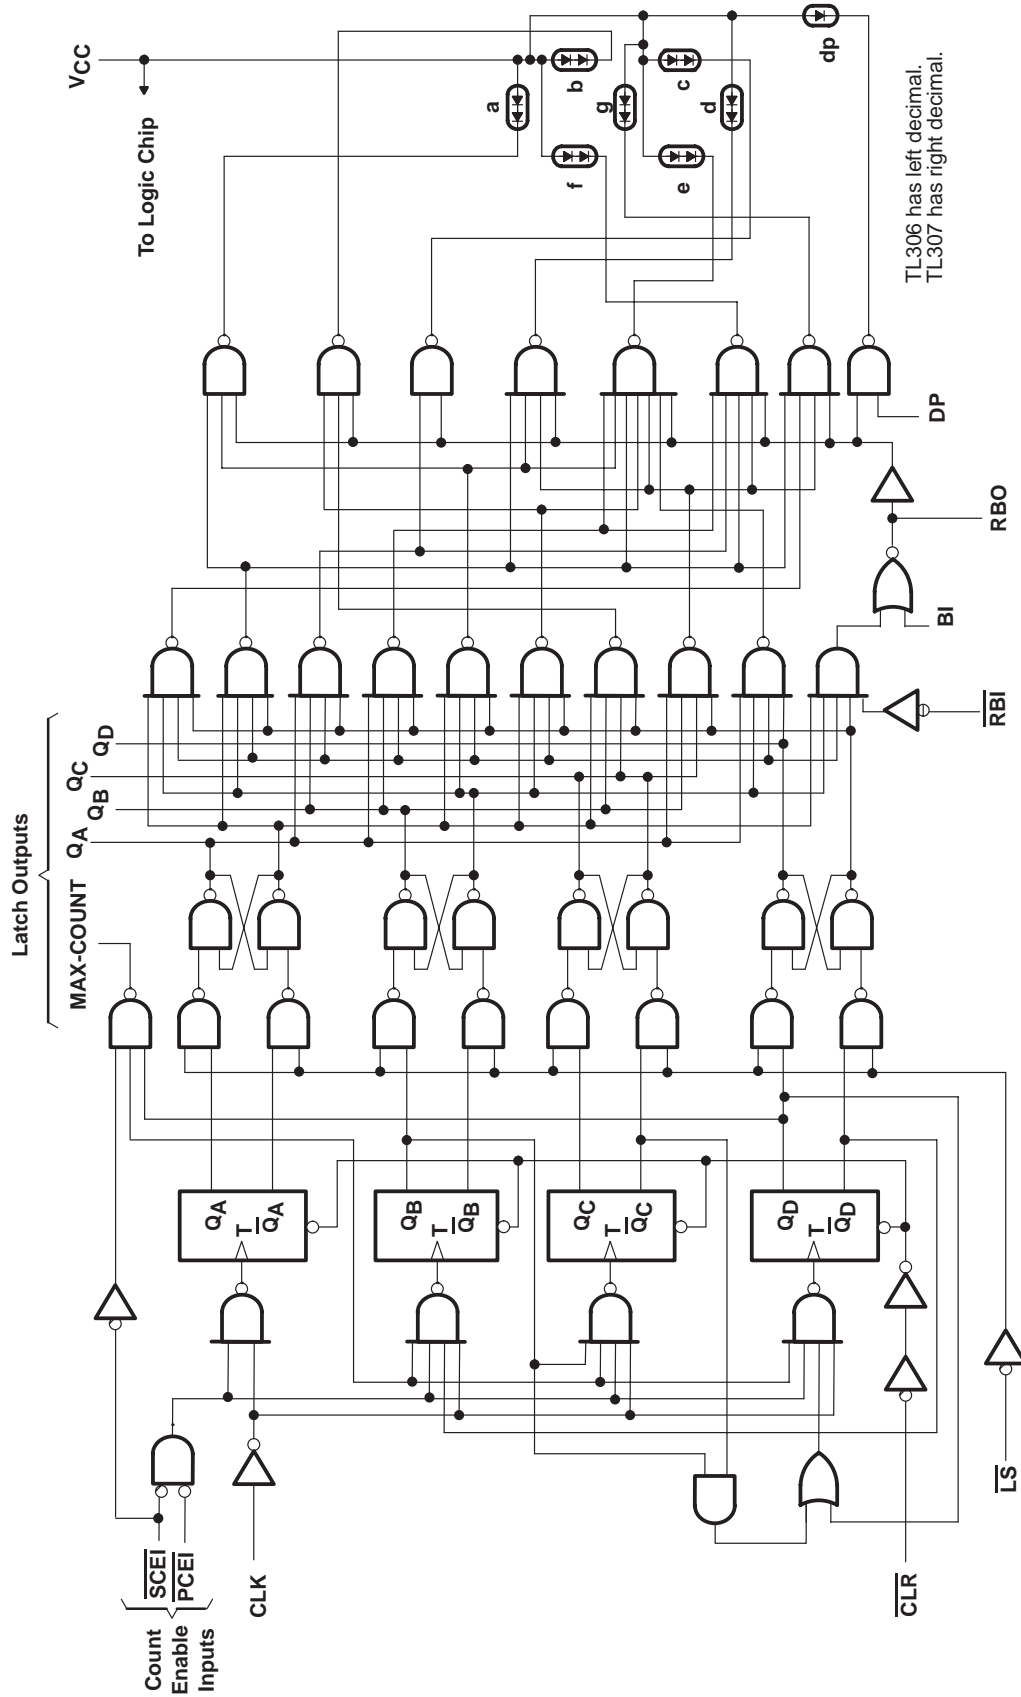 Count
Enable
Inputs
SCEI
PCEI
CLK
CLR
LS
T
QA
QA
T
QB
QB
T
QC
QC
T
QD
QD
Latch Outputs
MAX-COUNT
QA
QB
QC
QD
RBI
BI
RBO
DP
VCC
To Logic Chip
a
b
f
g
c
e
d
dp
TL306 has left decimal.
TL307 has right decimal.